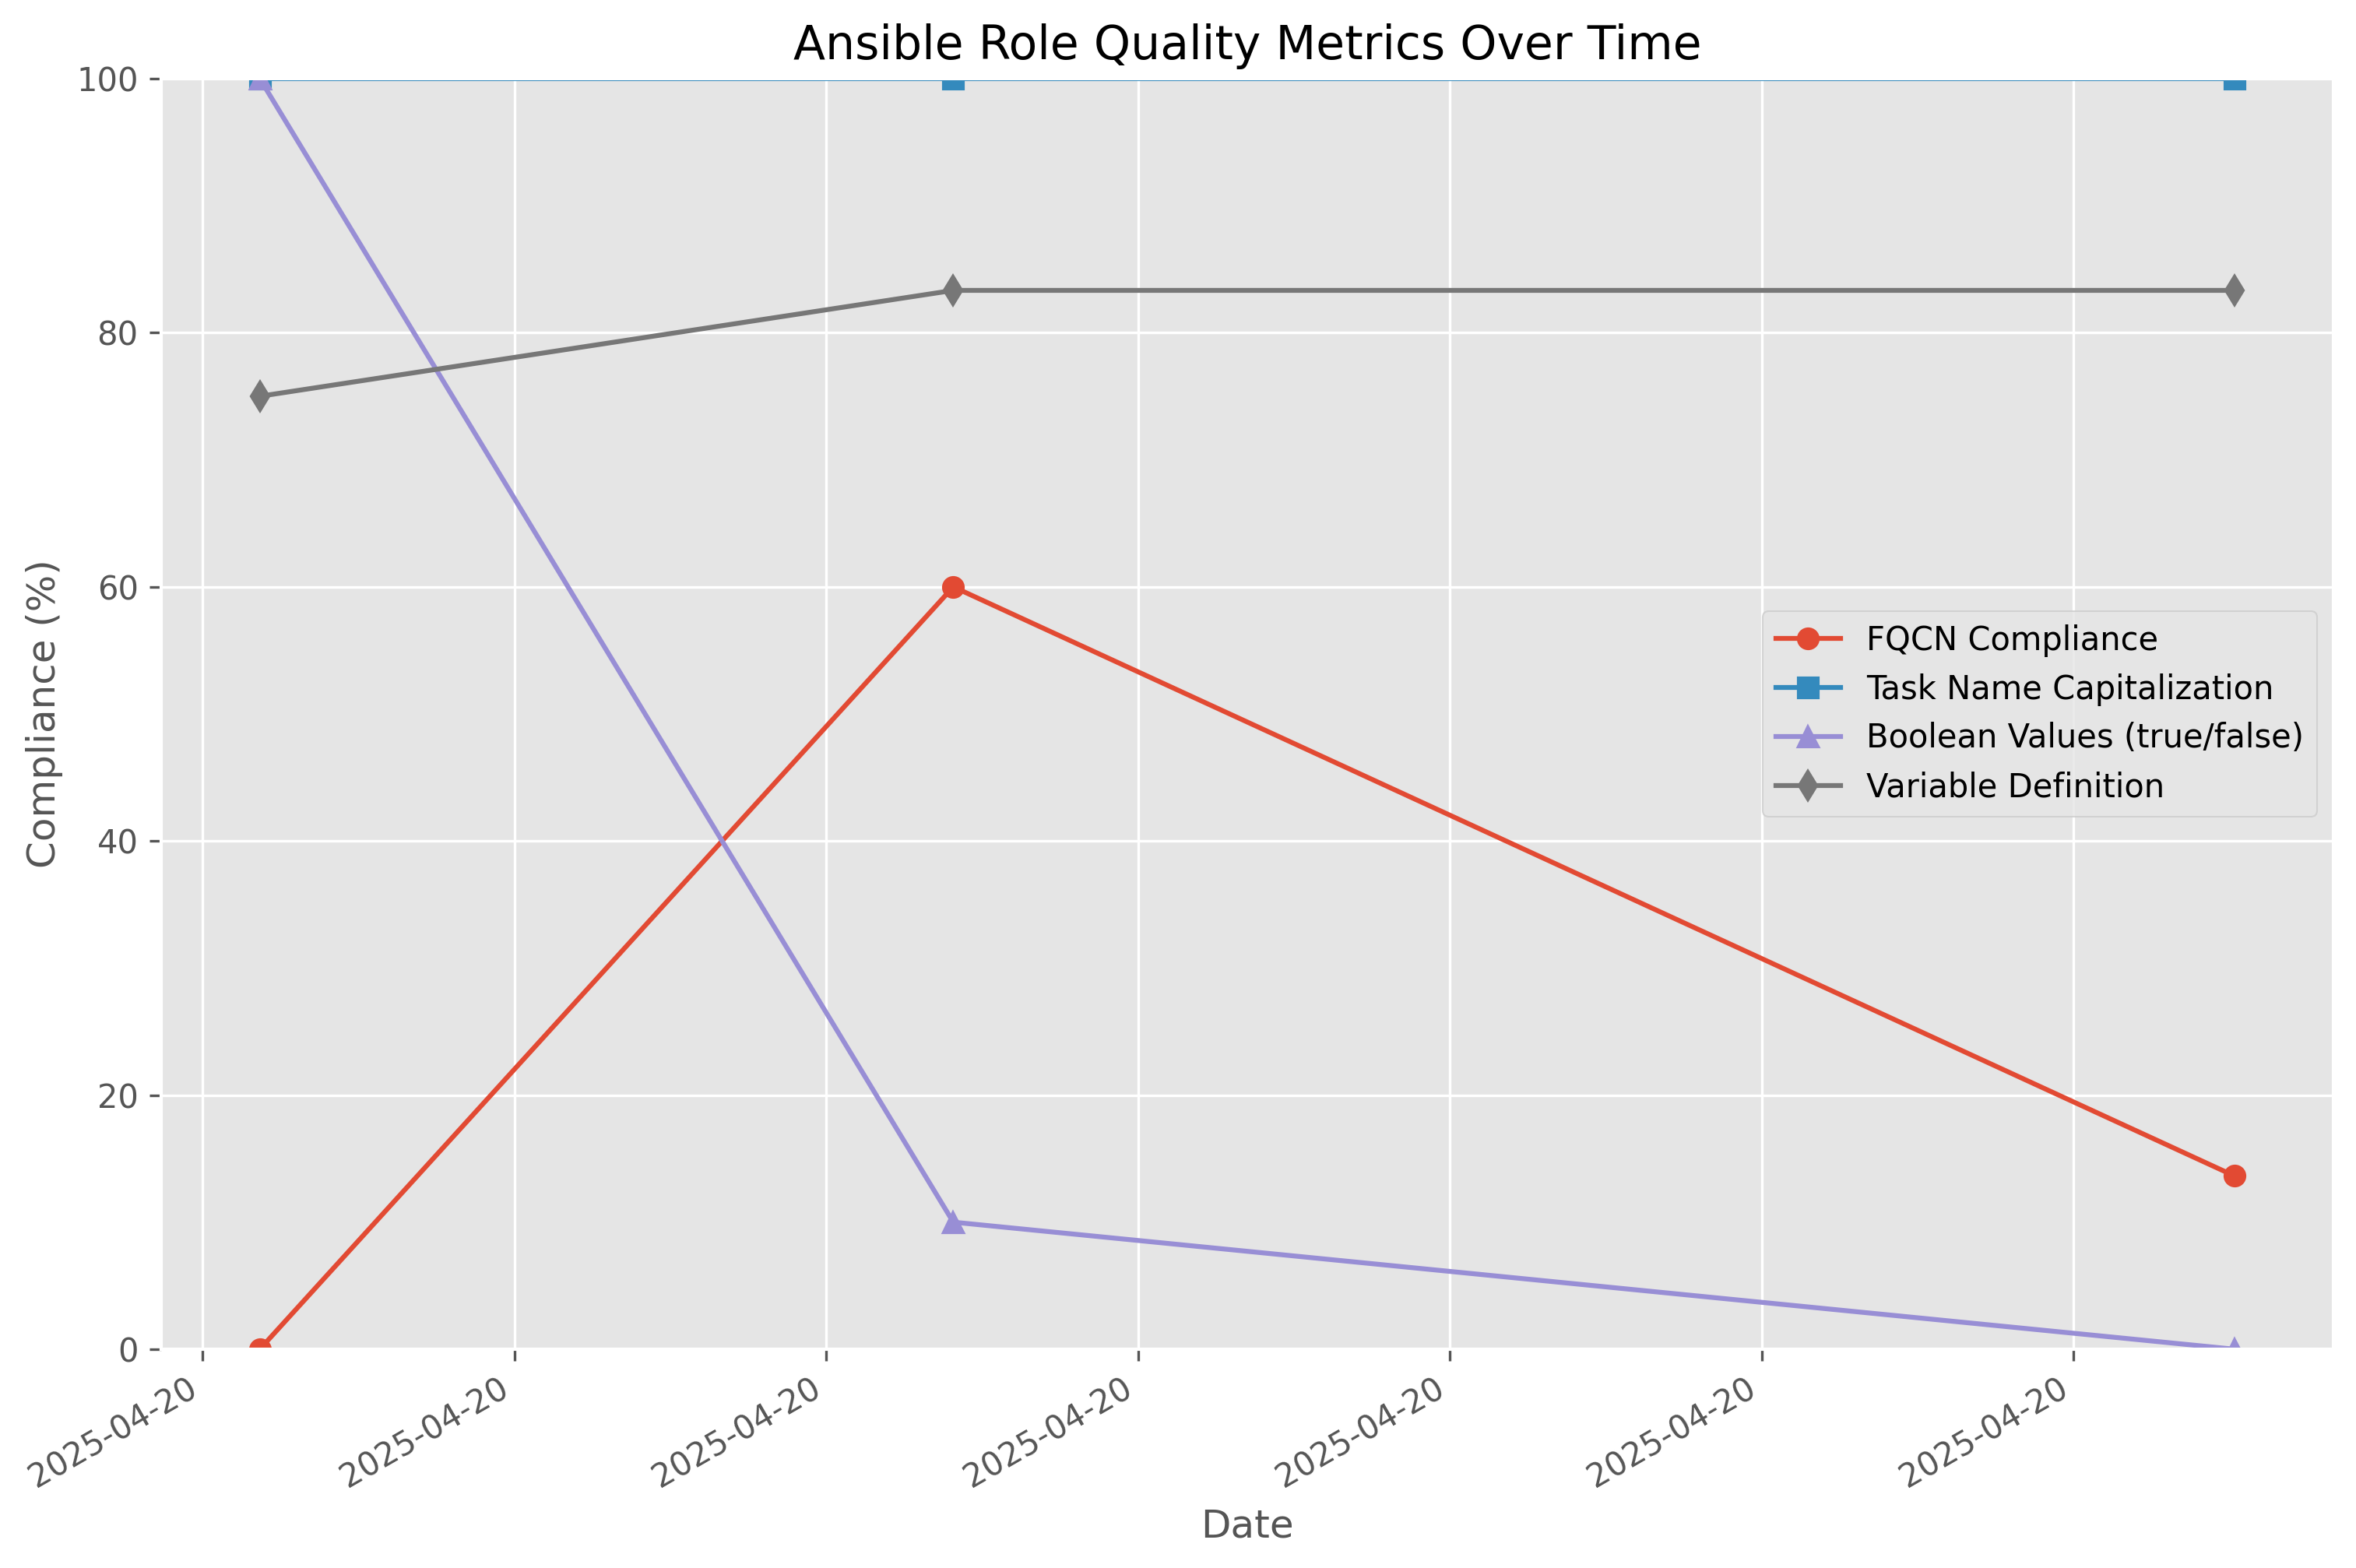 Ansible Role Quality Metrics Over Time
100
80
60
40
20
0
Compliance (%)
FQCN Compliance
Task Name Capitalization
Boolean Values (true/false)
Variable Definition
2025-04-20
2025-04-20
2025-04-20
2025-04-20
2025-04-20
2025-04-20
2025-04-20
Date